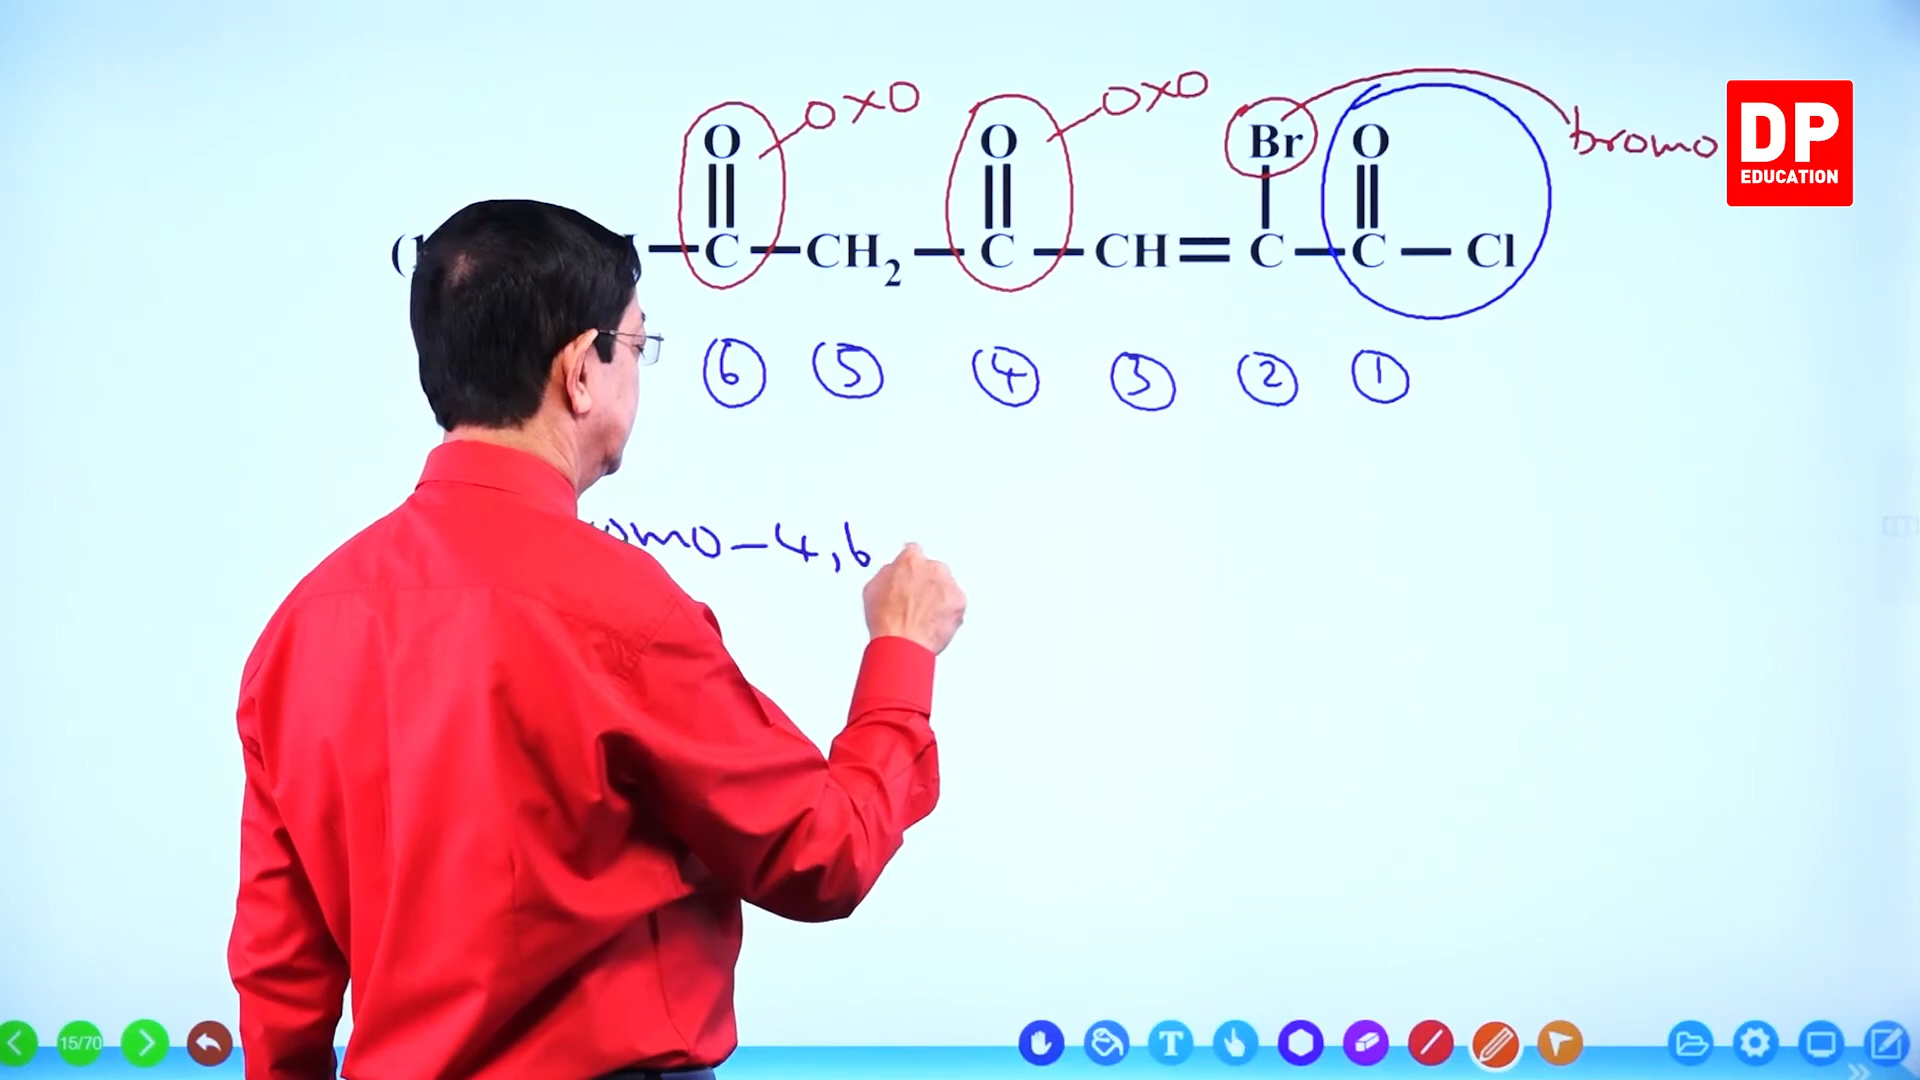 OXO OXO
O O Br O bromo
(1 – C – CH₂ – C – CH = C – C – Cl
⑥ ⑤ ④ ③ ② ①
omo – 4,6
DP
EDUCATION
15/70
T